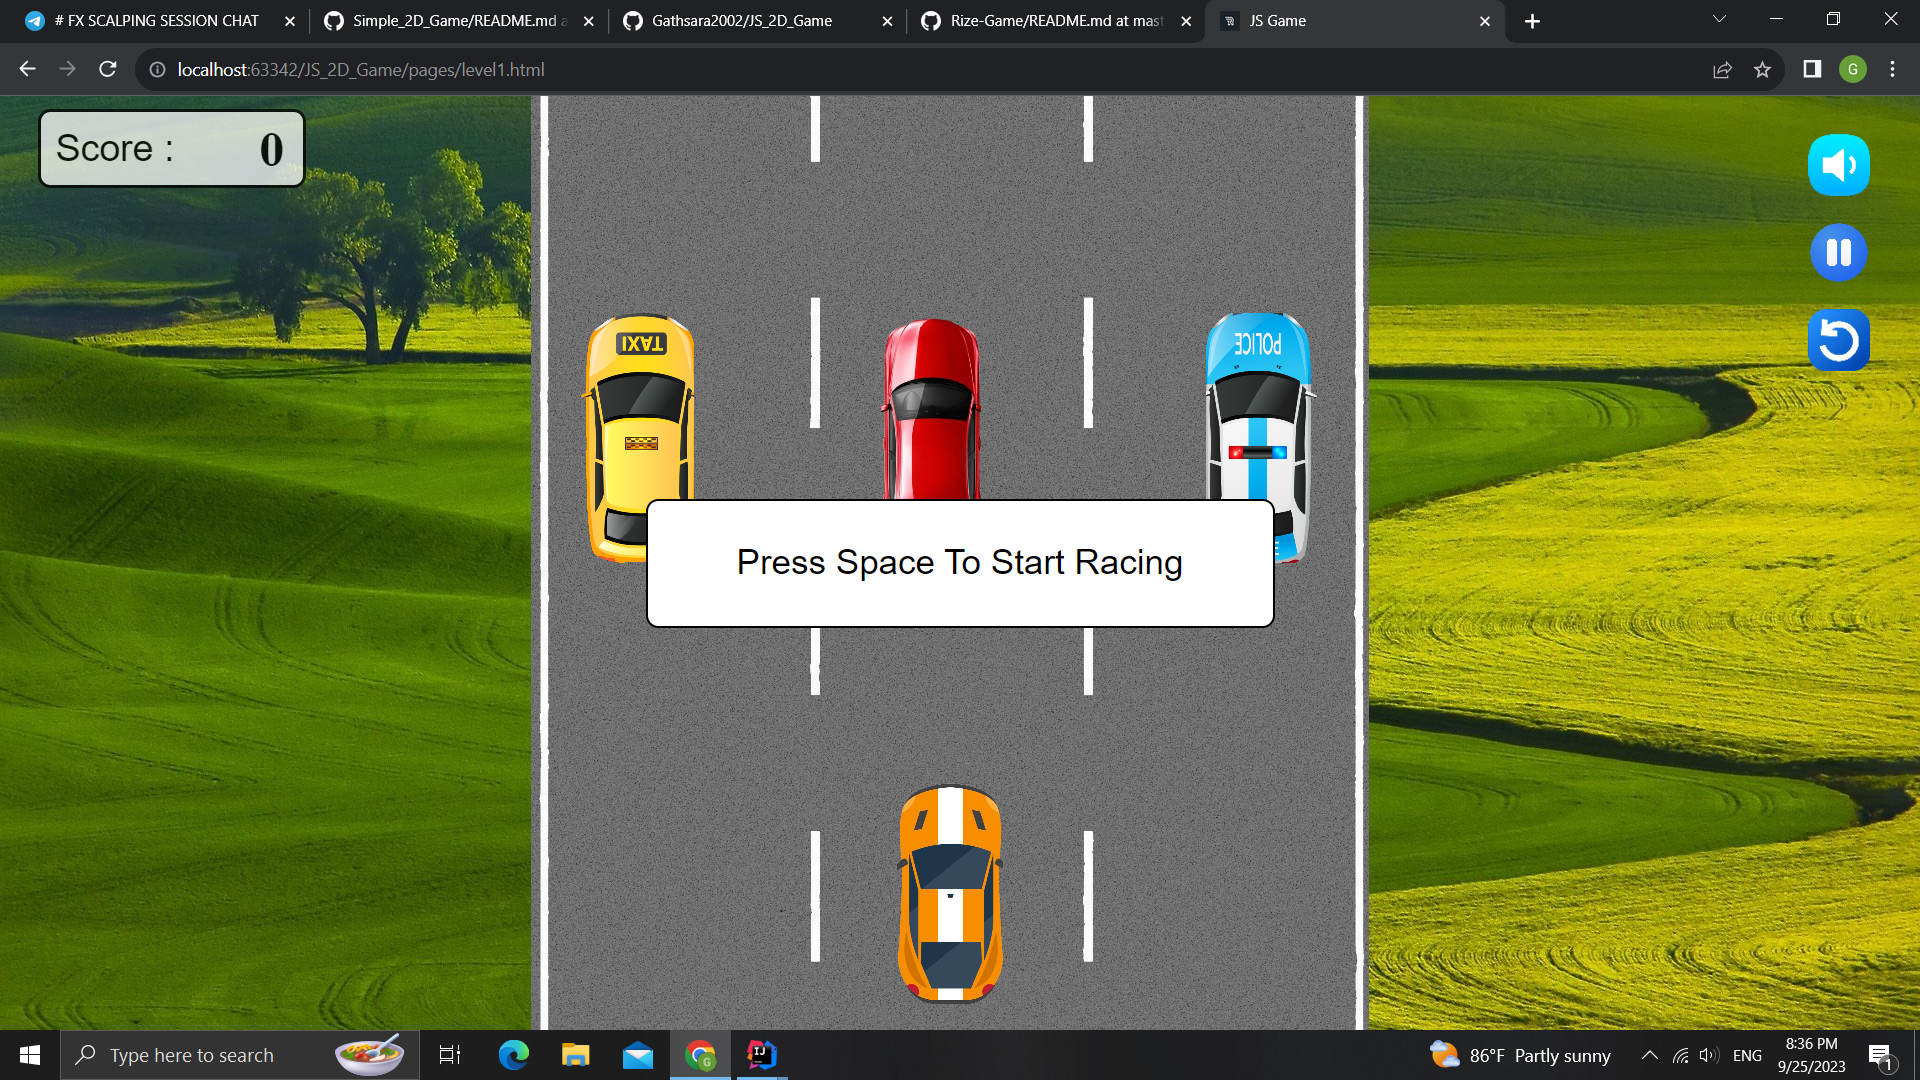 # FX SCALPING SESSION CHAT
Simple_2D_Game/README.md a
Gathsara2002/JS_2D_Game
Rize-Game/README.md at mast
JS Game
localhost:63342/JS_2D_Game/pages/level1.html
G
Score : 0
TAXI
POLICE
Press Space To Start Racing
Type here to search
G
IJ
86°F Partly sunny
ENG
8:36 PM
9/25/2023
1